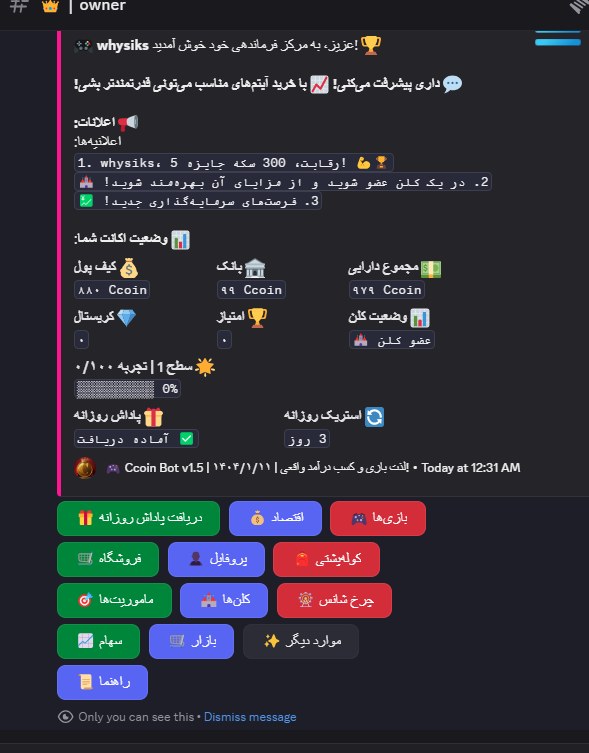 # | owner
whysiks عزیز، به مرکز فرماندهی خود خوش آمدید!
داری پیشرفت می‌کنی! با خرید آیتم‌های مناسب می‌تونی قدرتمندتر بشی!
اعلانات:
اعلانیه‌ها:
1. whysiks، رقابت، 300 سکه جایزه 5!
2. در یک کلن عضو شوید و از مزایای آن بهره‌مند شوید!
3. فرصت‌های سرمایه‌گذاری جدید!
وضعیت اکانت شما:
کیف پول
بانک
مجموع دارایی
۸۸۰ Ccoin
۹۹ Ccoin
۹۷۹ Ccoin
کریستال
امتیاز
وضعیت کلن
۰
۰
عضو کلن
سطح 1 | تجربه ۰/۱۰۰
0%
پاداش روزانه
استریک روزانه
آماده دریافت
3 روز
Ccoin Bot v1.5 | ۱۴۰۴/۱/۱۱ | لذت بازی و کسب درآمد واقعی! • Today at 12:31 AM
دریافت پاداش روزانه
اقتصاد
بازی‌ها
فروشگاه
پروفایل
کوله‌پشتی
ماموریت‌ها
کلن‌ها
چرخ شانس
سهام
بازار
موارد دیگر
راهنما
Only you can see this • Dismiss message